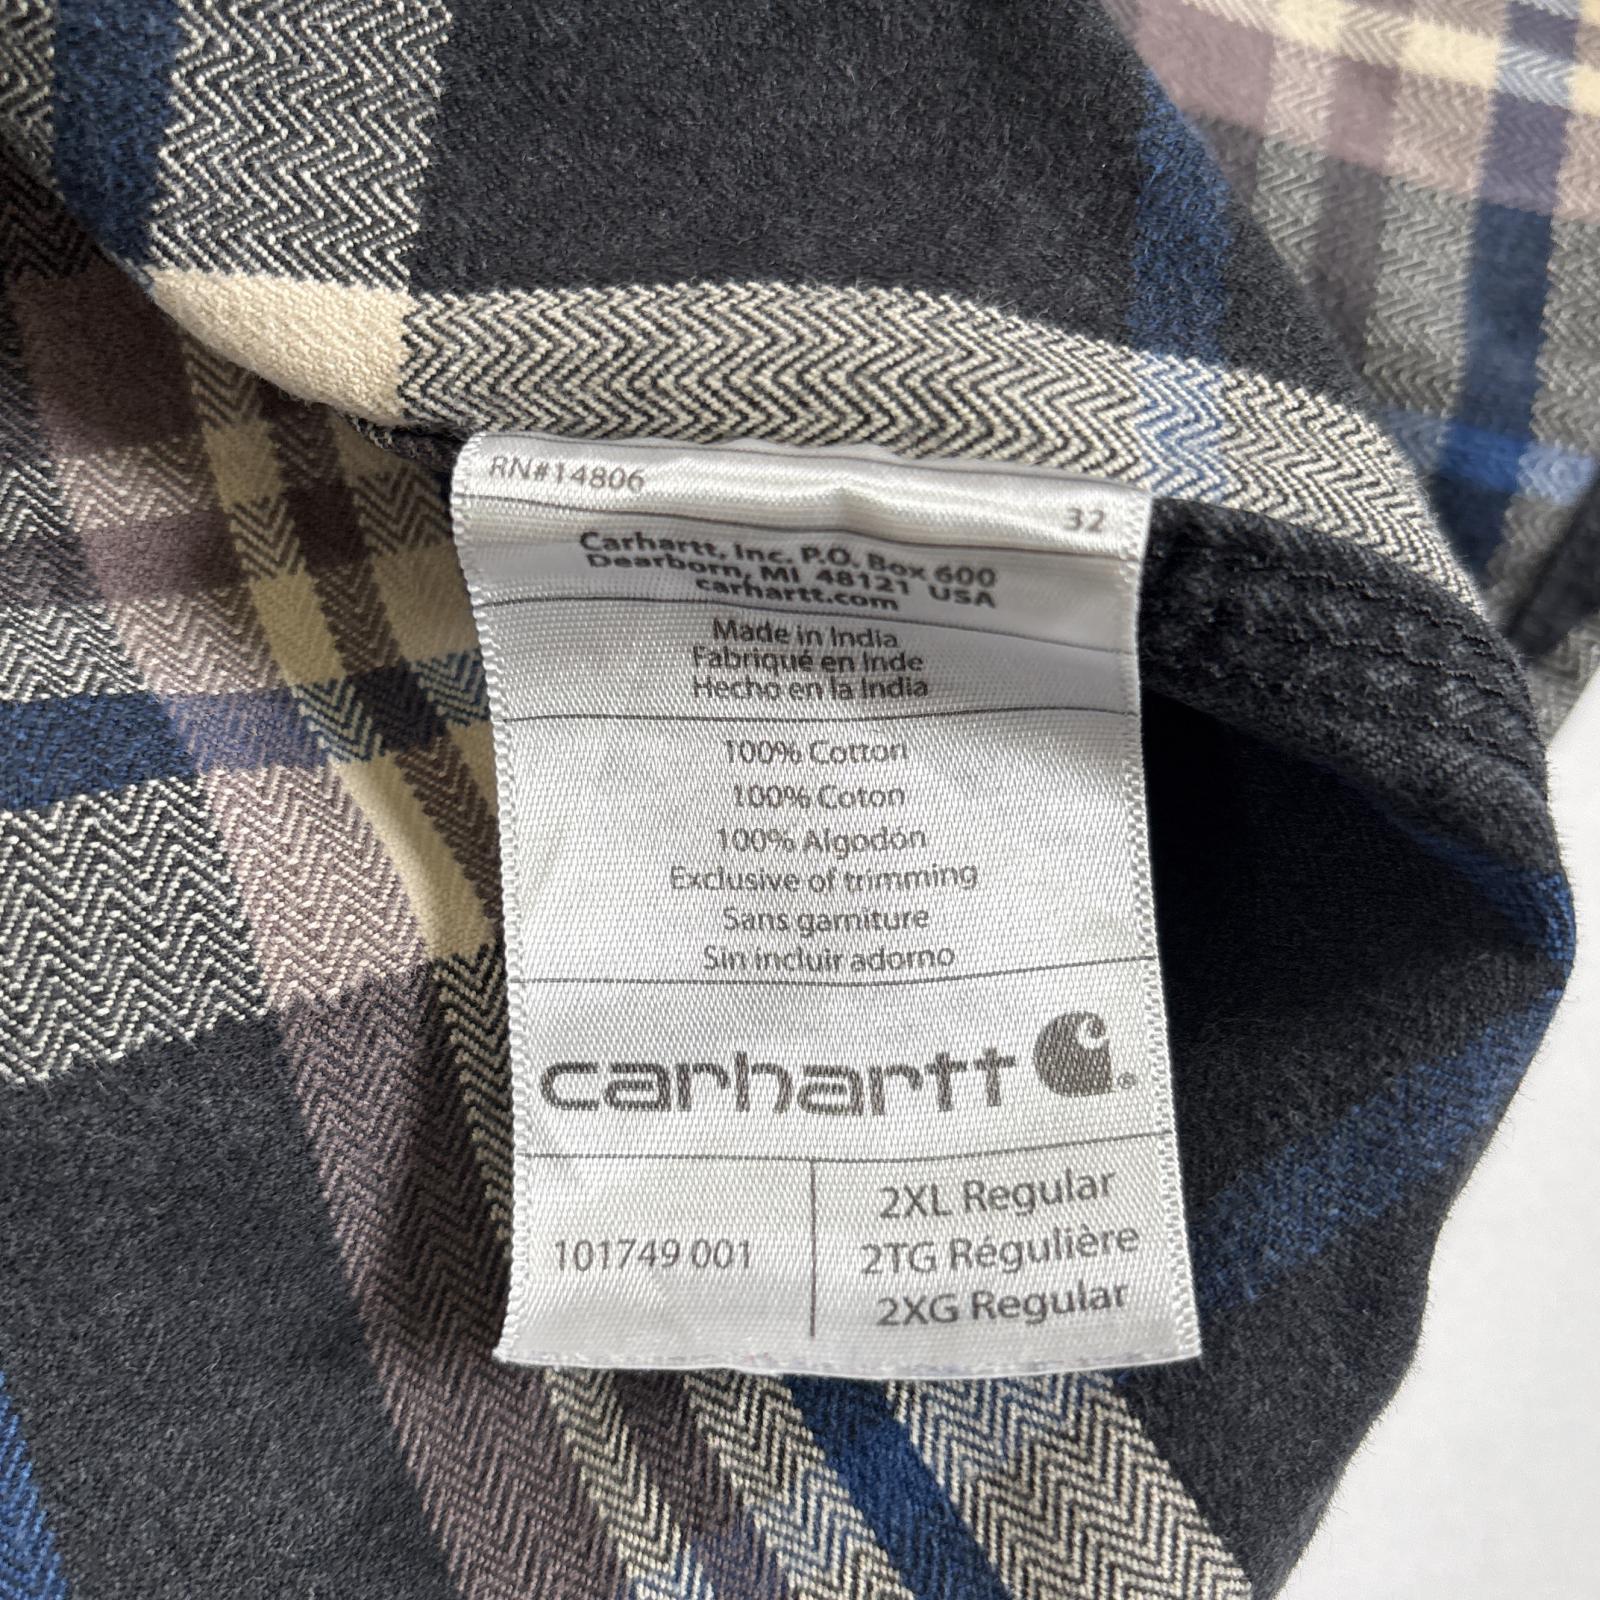 RN#14806
32
Carhartt, Inc. P.O. Box 600
Dearborn, MI 48121 USA
carhartt.com
Made in India
Fabriqué en Inde
Hecho en la India
100% Cotton
100% Coton
100% Algodón
Exclusive of trimming
Sans garniture
Sin incluir adorno
carhartt ®
101749 001
2XL Regular
2TG Régulière
2XG Regular